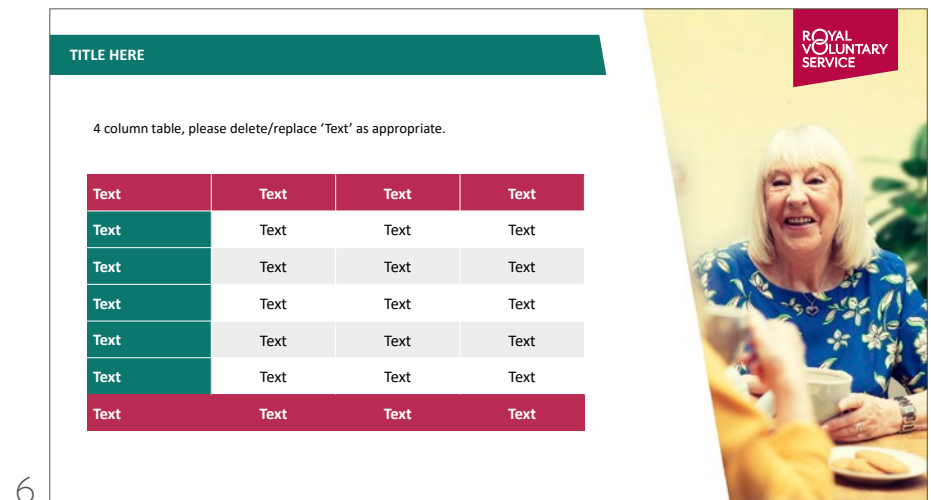 ROYAL
VOLUNTARY
SERVICE
TITLE HERE
4 column table, please delete/replace ‘Text’ as appropriate.
Text Text Text Text
Text Text Text Text
Text Text Text Text
Text Text Text Text
Text Text Text Text
Text Text Text Text
Text Text Text Text
6